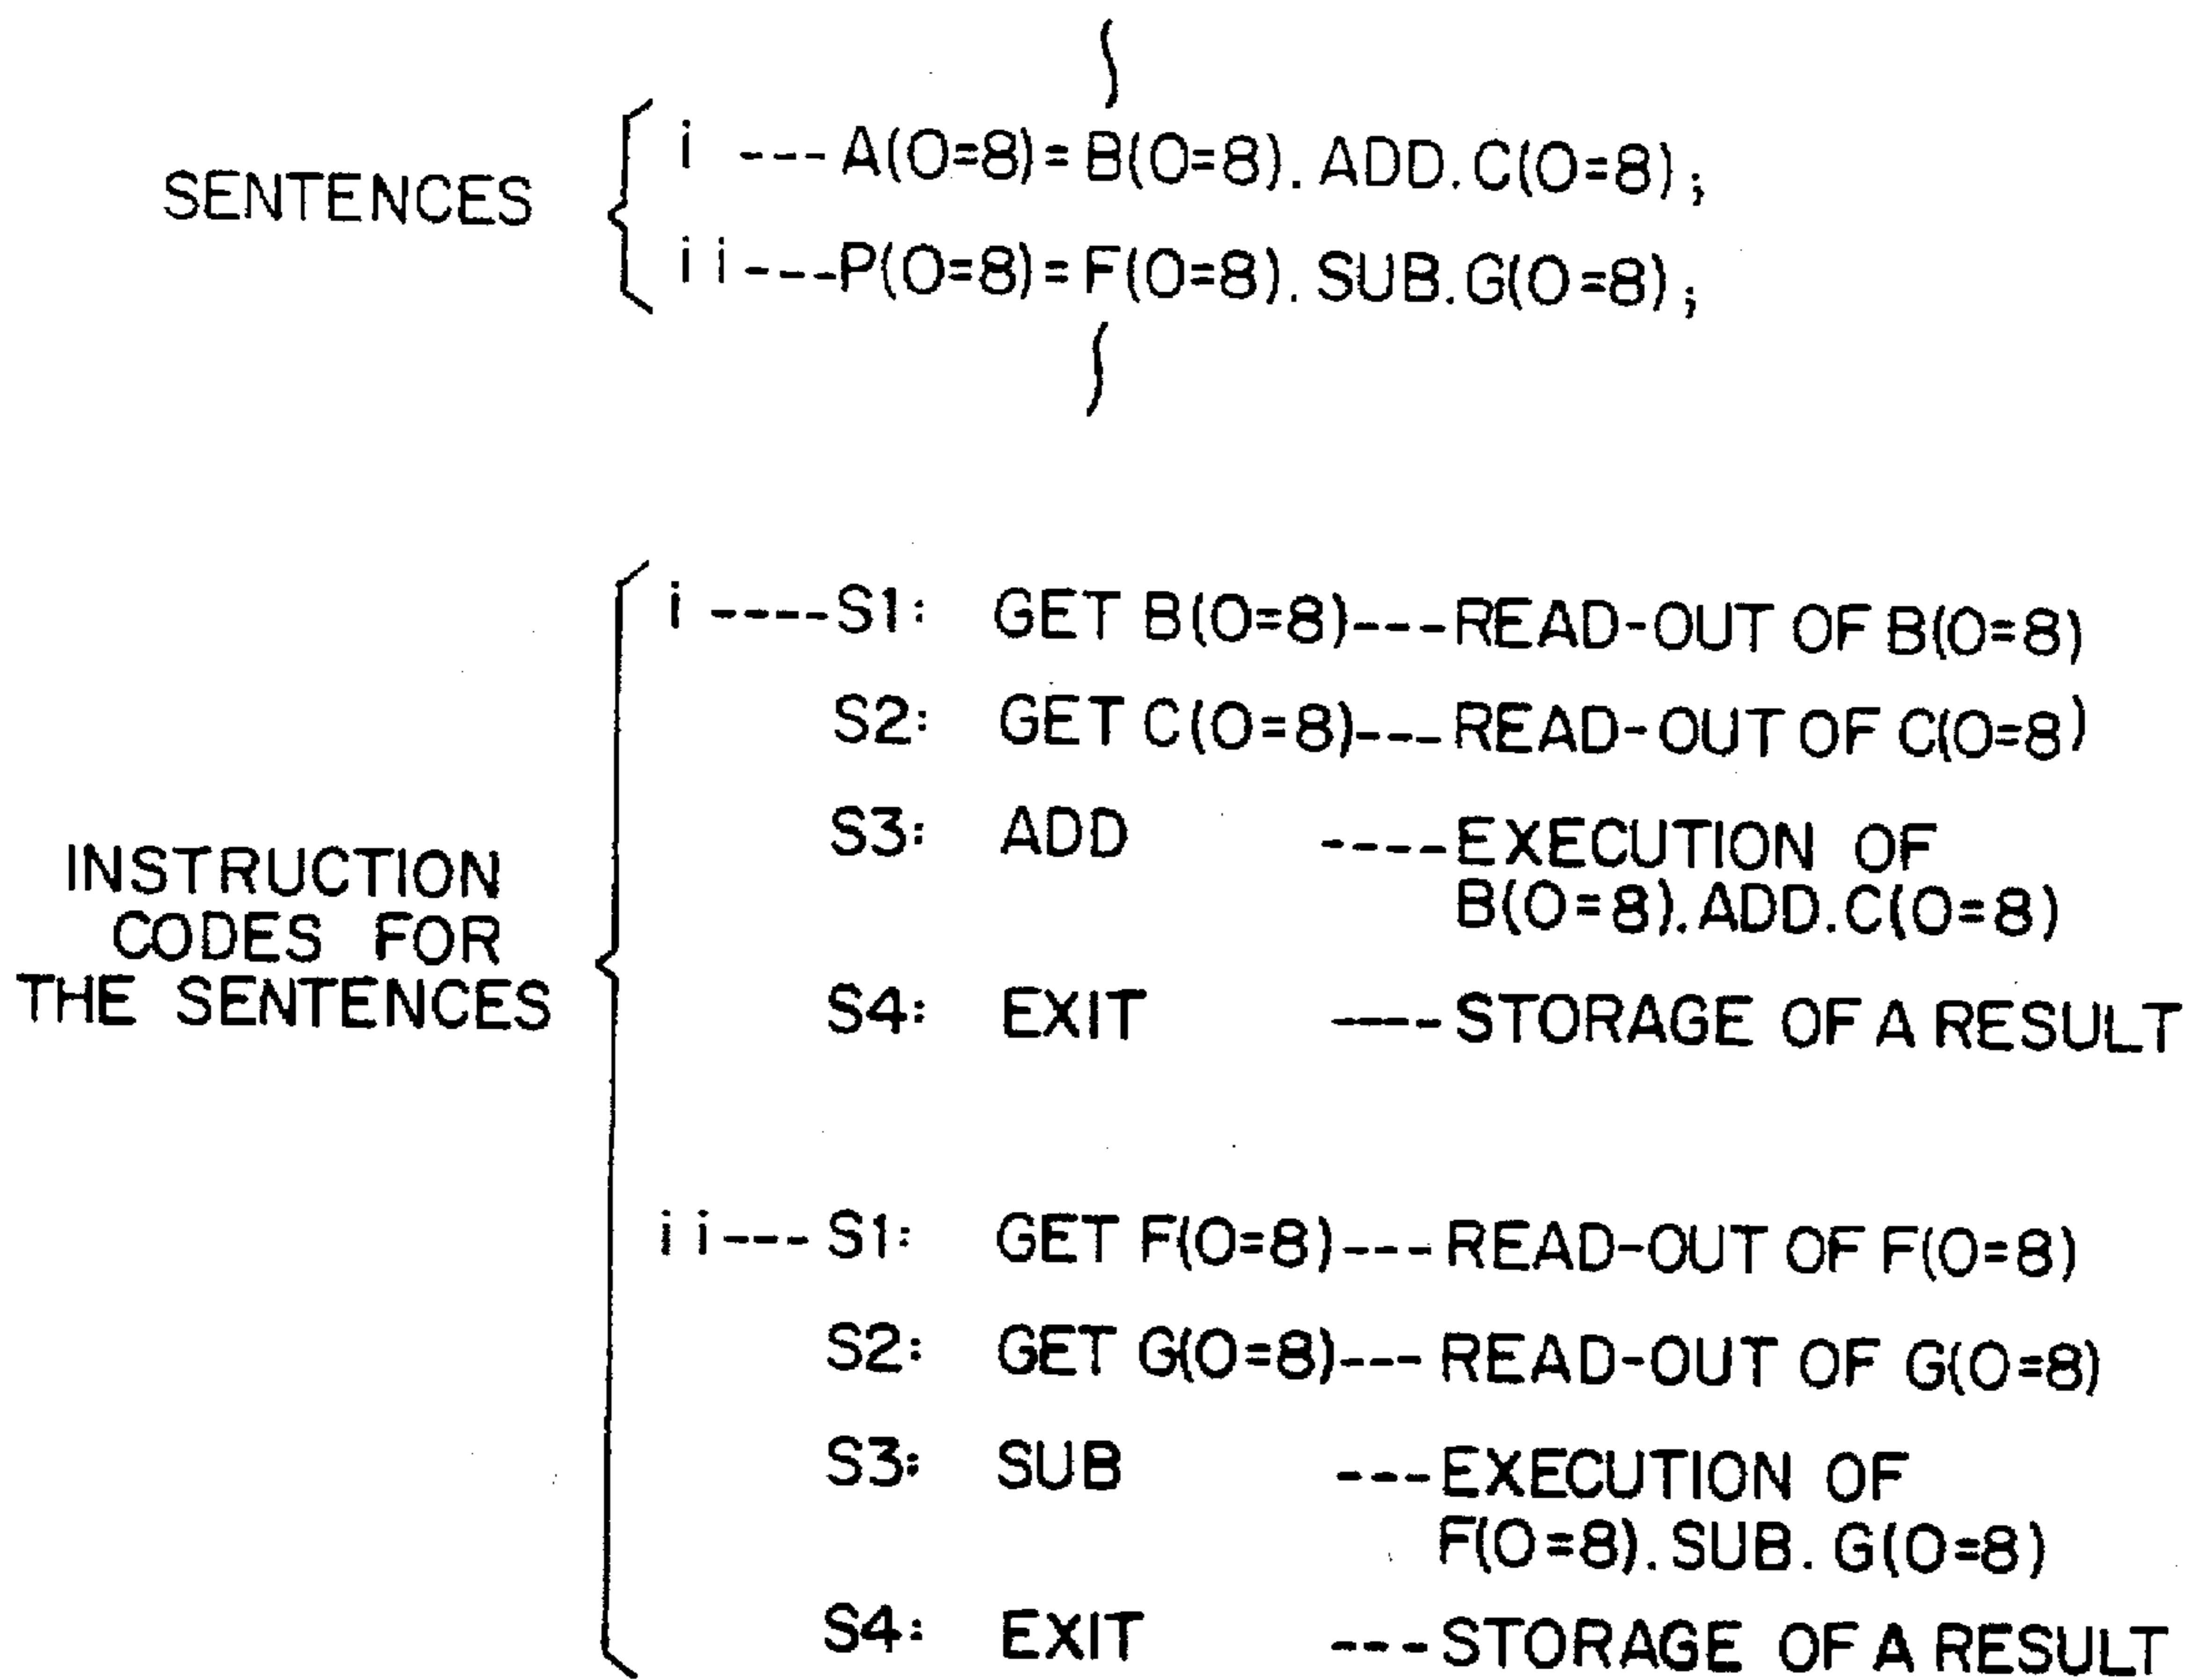 SENTENCES
i ---A(0=8)=B(0=8).ADD.C(0=8);
ii---P(0=8)=F(0=8).SUB.G(0=8);
INSTRUCTION
CODES FOR
THE SENTENCES
i ----S1: GET B(0=8)---READ-OUT OF B(0=8)
S2: GET C(0=8)---READ-OUT OF C(0=8)
S3: ADD ----EXECUTION OF
B(0=8).ADD.C(0=8)
S4: EXIT ----STORAGE OF A RESULT
ii---S1: GET F(0=8)---READ-OUT OF F(0=8)
S2: GET G(0=8)---READ-OUT OF G(0=8)
S3: SUB ---EXECUTION OF
F(0=8).SUB.G(0=8)
S4: EXIT ---STORAGE OF A RESULT